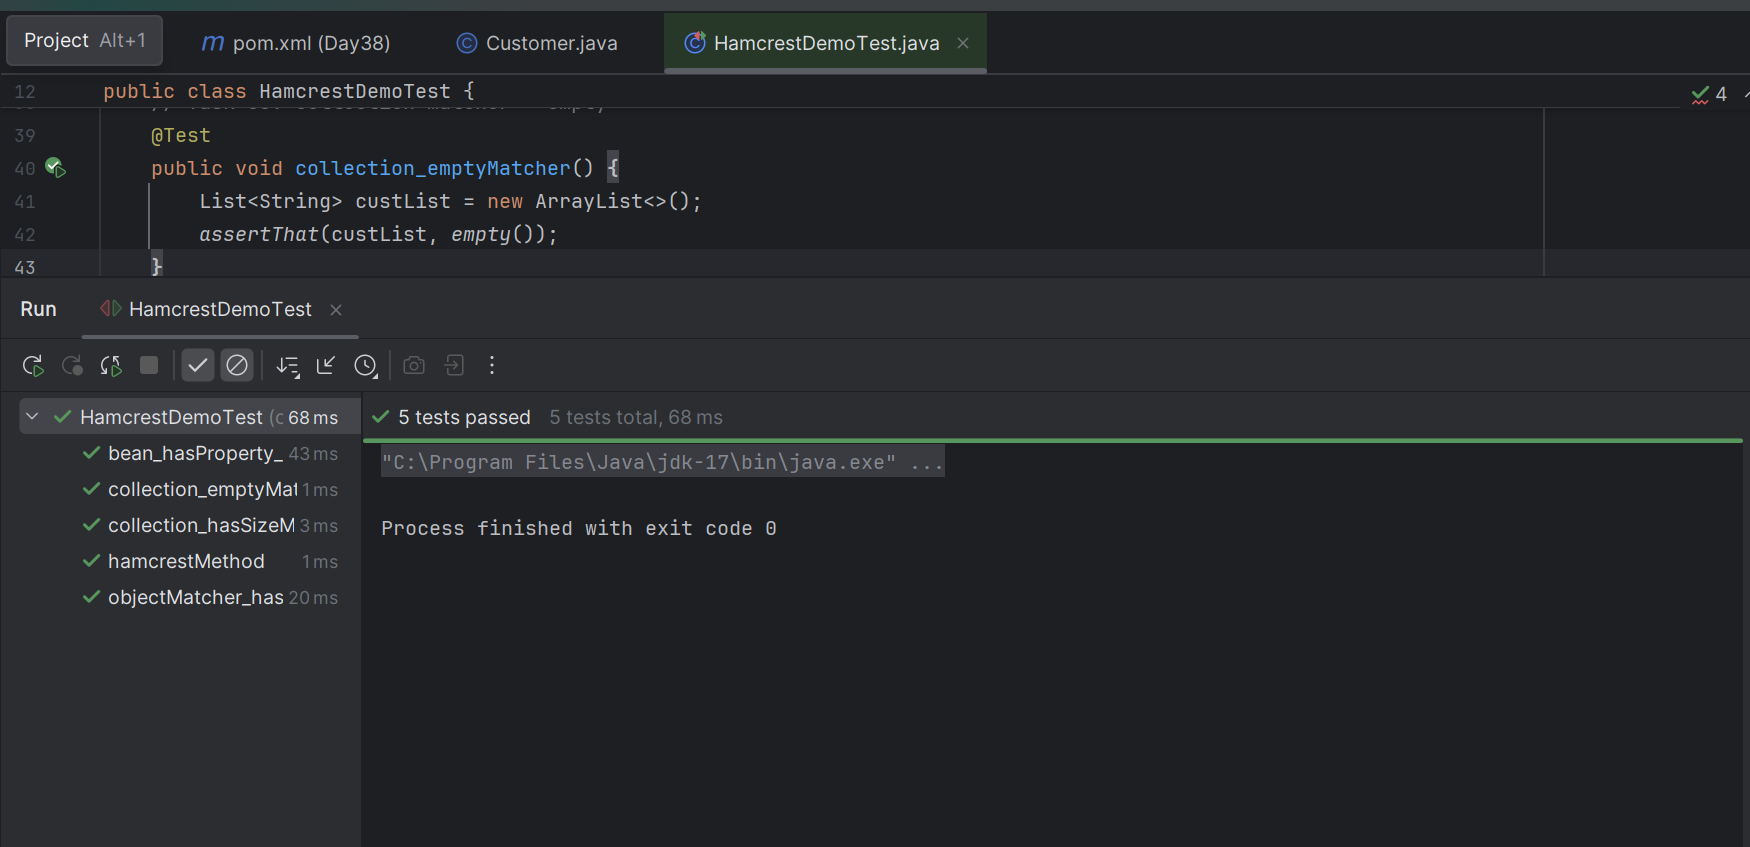 Project Alt+1
pom.xml (Day38)
Customer.java
HamcrestDemoTest.java
12 public class HamcrestDemoTest {
4
39 @Test
40 public void collection_emptyMatcher() {
41 List<String> custList = new ArrayList<>();
42 assertThat(custList, empty());
43 }
Run
HamcrestDemoTest
HamcrestDemoTest (c 68 ms
5 tests passed 5 tests total, 68 ms
bean_hasProperty_ 43 ms
"C:\Program Files\Java\jdk-17\bin\java.exe" ...
collection_emptyMat 1 ms
collection_hasSizeM 3 ms
Process finished with exit code 0
hamcrestMethod 1 ms
objectMatcher_has 20 ms